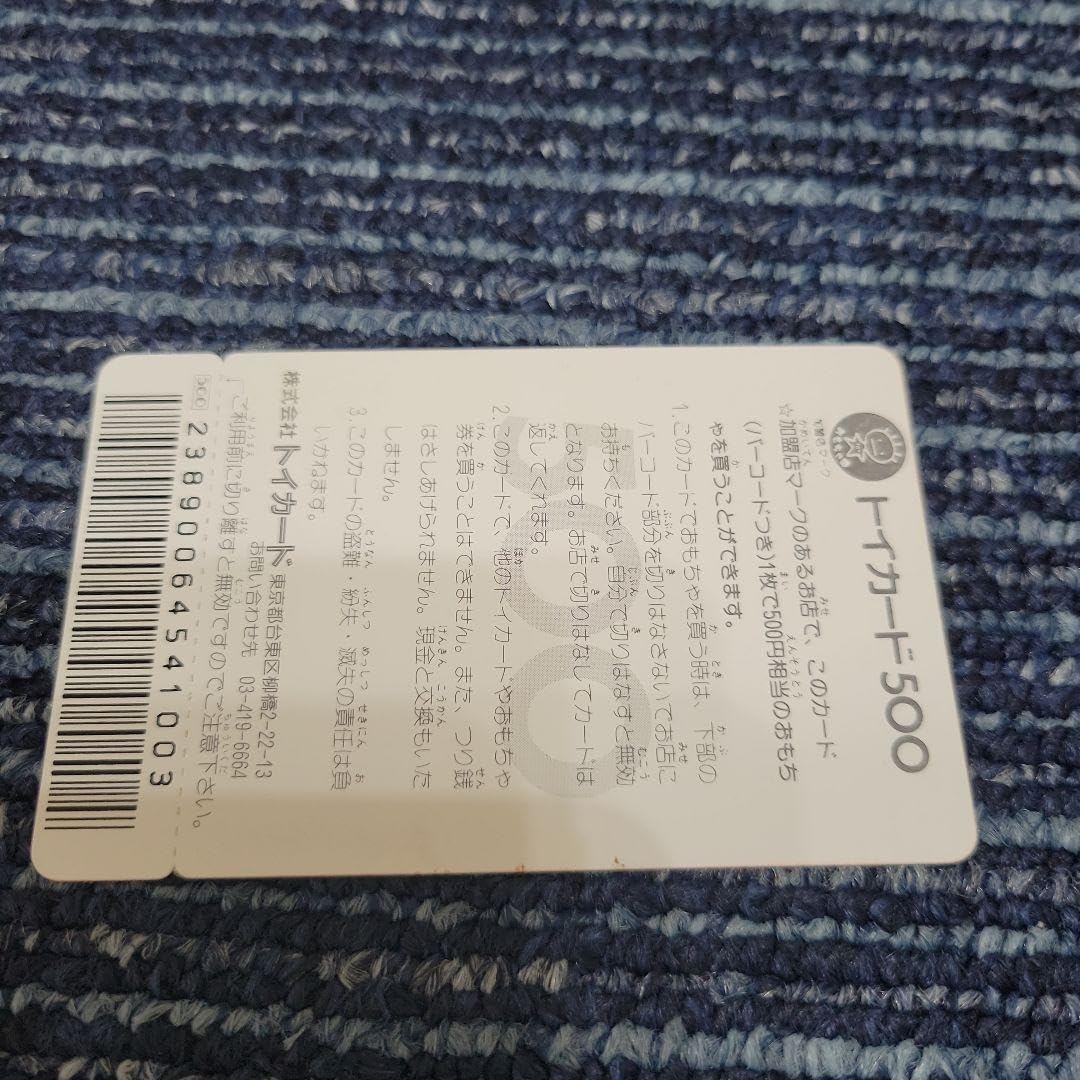 加盟店マーク
トイカード500
☆加盟店マークのあるお店で、このカード
(バーコードつき)1枚で500円相当のおもち
ゃを買うことができます。
1.このカードでおもちゃを買う時は、下部の
バーコード部分を切りはなさないでお店に
お持ちください。自分で切りはなすと無効
となります。お店で切りはなしてカードは
返してくれます。
2.このカードで、他のトイカードやおもちゃ
券を買うことはできません。また、つり銭
はさしあげられません。現金と交換もいた
しません。
3.このカードの盗難・紛失・滅失の責任は負
いかねます。
500
株式会社 トイカード 東京都台東区柳橋2-22-13
お問い合わせ先 03-419-6664
「ご利用前に切り離すと無効ですのでご注意下さい。
23890064541003